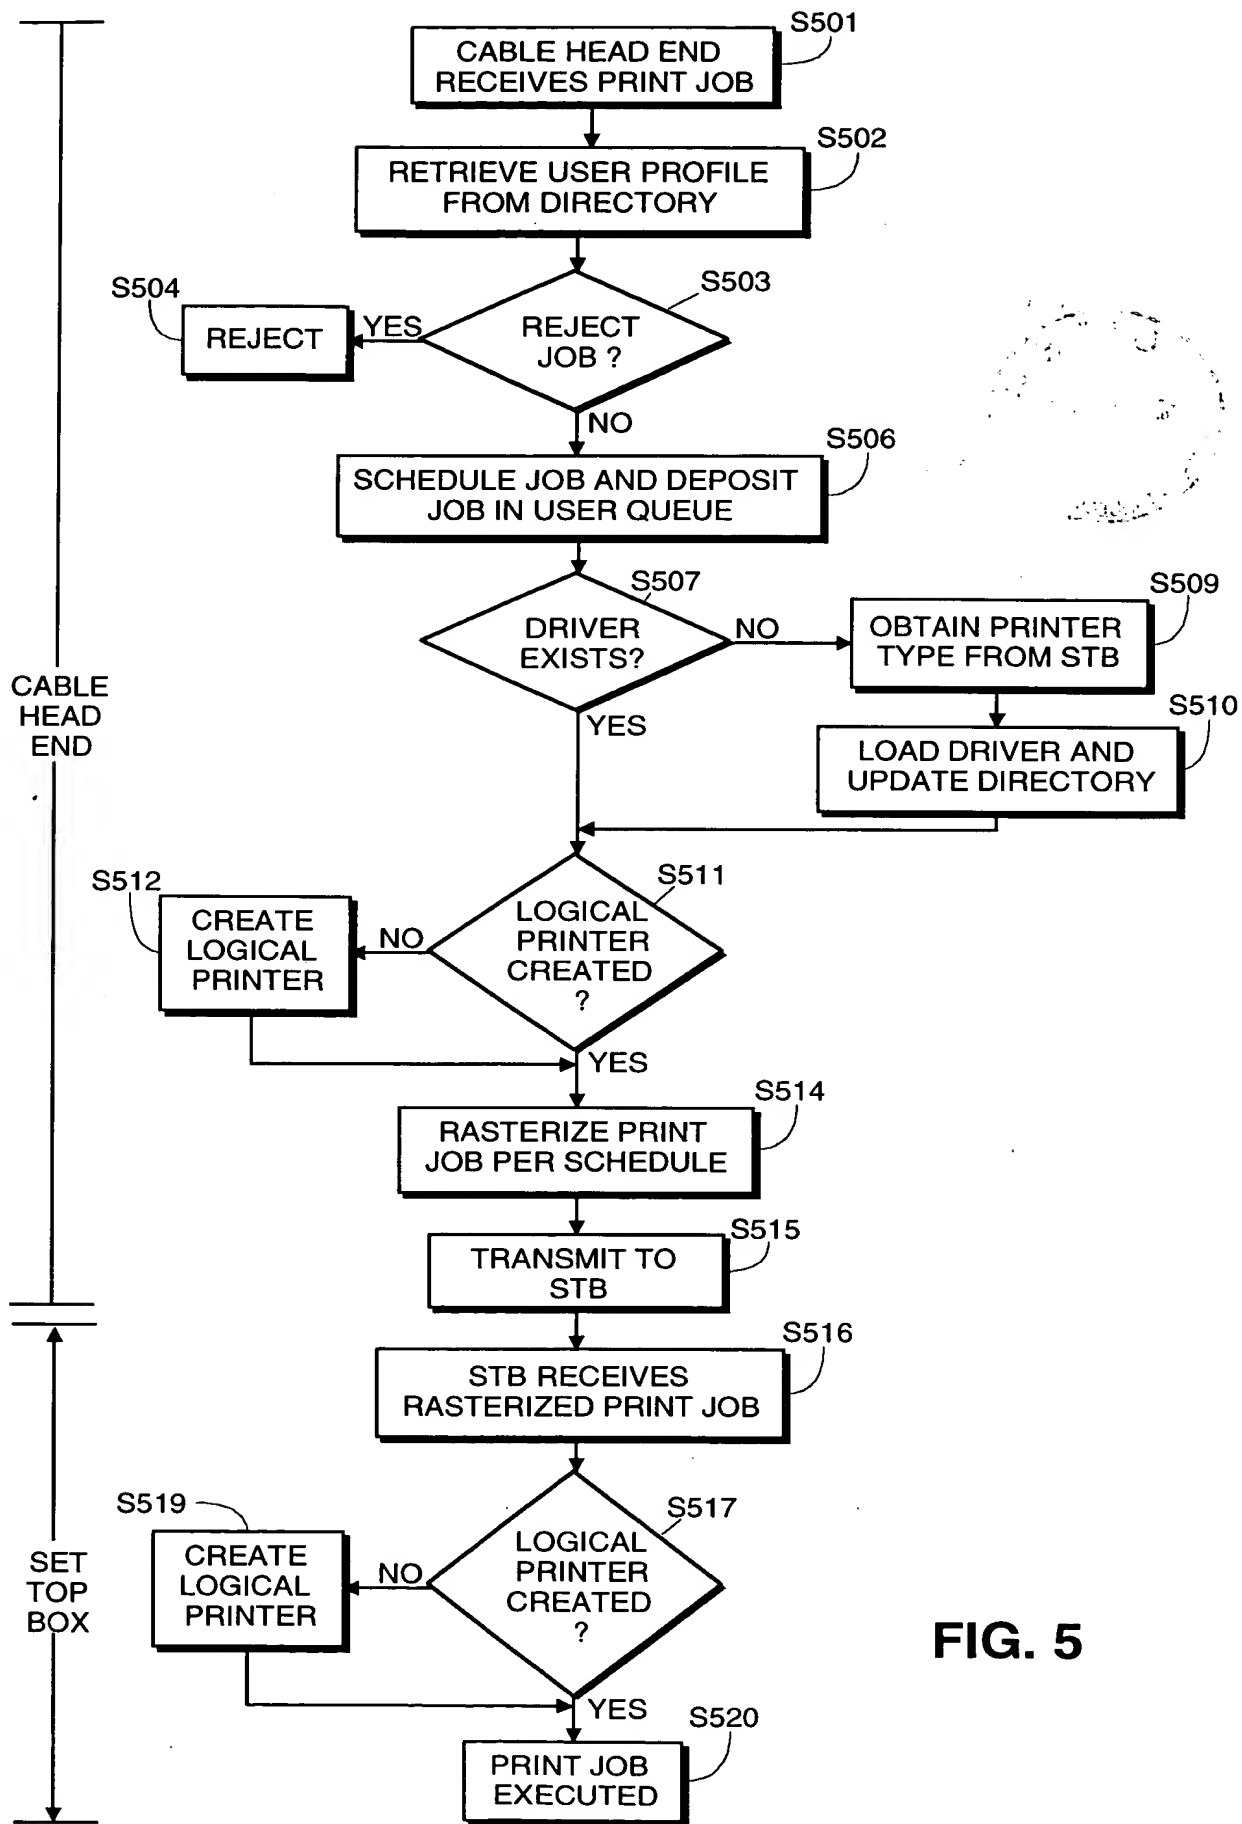 S501
CABLE HEAD END
RECEIVES PRINT JOB
S502
RETRIEVE USER PROFILE
FROM DIRECTORY
S503
REJECT
JOB ?
S504
REJECT
YES
NO
S506
SCHEDULE JOB AND DEPOSIT
JOB IN USER QUEUE
S507
DRIVER
EXISTS?
NO
S509
OBTAIN PRINTER
TYPE FROM STB
S510
LOAD DRIVER AND
UPDATE DIRECTORY
YES
CABLE
HEAD
END
S511
LOGICAL
PRINTER
CREATED
?
S512
CREATE
LOGICAL
PRINTER
NO
YES
S514
RASTERIZE PRINT
JOB PER SCHEDULE
S515
TRANSMIT TO
STB
S516
STB RECEIVES
RASTERIZED PRINT JOB
S517
LOGICAL
PRINTER
CREATED
?
S519
CREATE
LOGICAL
PRINTER
NO
YES
SET
TOP
BOX
S520
PRINT JOB
EXECUTED
FIG. 5